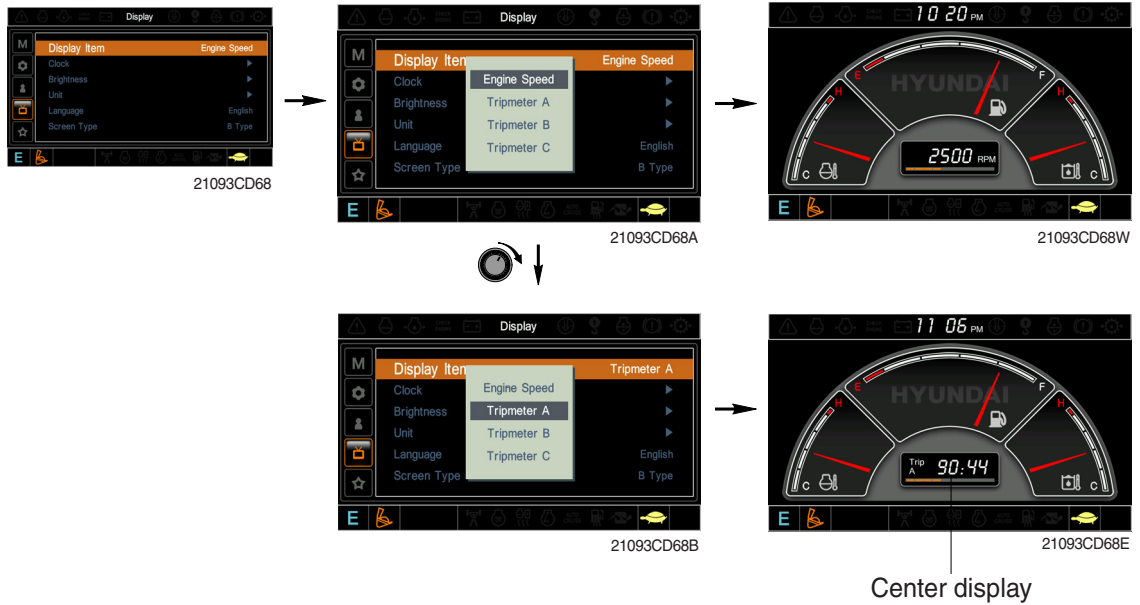 Display
M
Display Item Engine Speed
Clock
Brightness
Unit
Language English
Screen Type B Type
E
21093CD68
Display
M
Display Item Engine Speed
Clock
Brightness
Unit
Language English
Screen Type B Type
Engine Speed
Tripmeter A
Tripmeter B
Tripmeter C
E
21093CD68A
10 20 PM
HYUNDAI
E F
H H
C C
2500 RPM
E
21093CD68W
Display
M
Display Item Tripmeter A
Clock
Brightness
Unit
Language English
Screen Type B Type
Engine Speed
Tripmeter A
Tripmeter B
Tripmeter C
E
21093CD68B
11 06 PM
HYUNDAI
E F
H H
C C
Trip A 90:44
E
21093CD68E
Center display